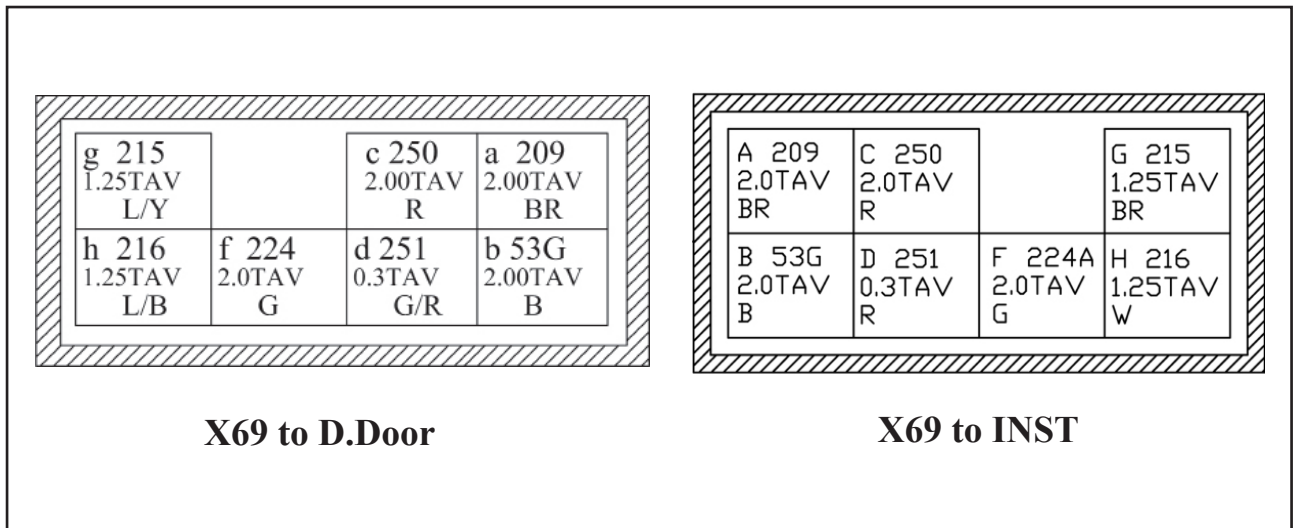 g 215
1.25TAV
L/Y
c 250
2.00TAV
R
a 209
2.00TAV
BR
h 216
1.25TAV
L/B
f 224
2.0TAV
G
d 251
0.3TAV
G/R
b 53G
2.00TAV
B
X69 to D.Door
A 209
2.0TAV
BR
C 250
2.0TAV
R
G 215
1.25TAV
BR
B 53G
2.0TAV
B
D 251
0.3TAV
R
F 224A
2.0TAV
G
H 216
1.25TAV
W
X69 to INST